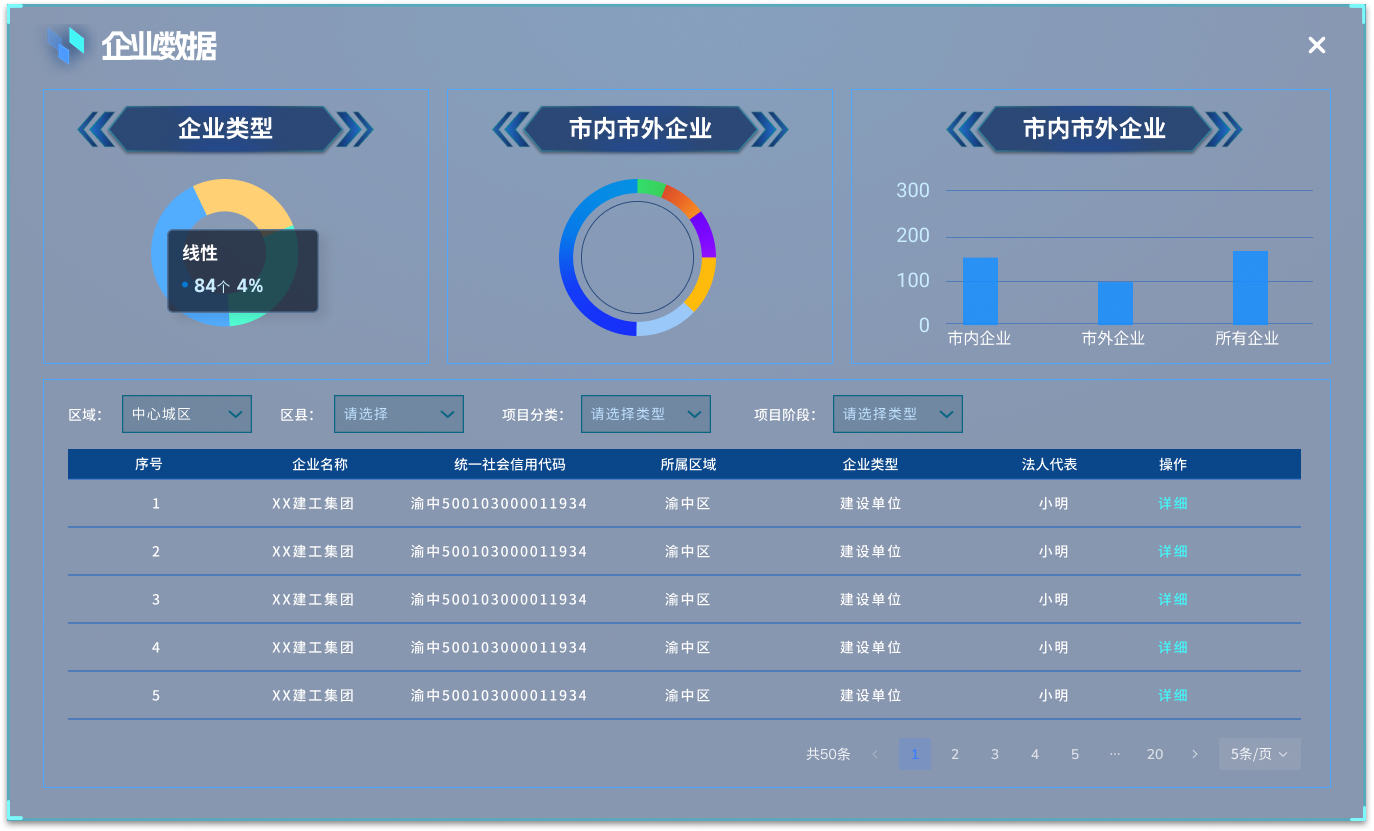 企业数据
企业类型
市内市外企业
市内市外企业
线性
84个 4%
300
200
100
0
市内企业 市外企业 所有企业
区域： 中心城区 区县： 请选择 项目分类： 请选择类型 项目阶段： 请选择类型
序号 企业名称 统一社会信用代码 所属区域 企业类型 法人代表 操作
1 XX建工集团 渝中500103000011934 渝中区 建设单位 小明 详细
2 XX建工集团 渝中500103000011934 渝中区 建设单位 小明 详细
3 XX建工集团 渝中500103000011934 渝中区 建设单位 小明 详细
4 XX建工集团 渝中500103000011934 渝中区 建设单位 小明 详细
5 XX建工集团 渝中500103000011934 渝中区 建设单位 小明 详细
共50条 1 2 3 4 5 ··· 20 5条/页